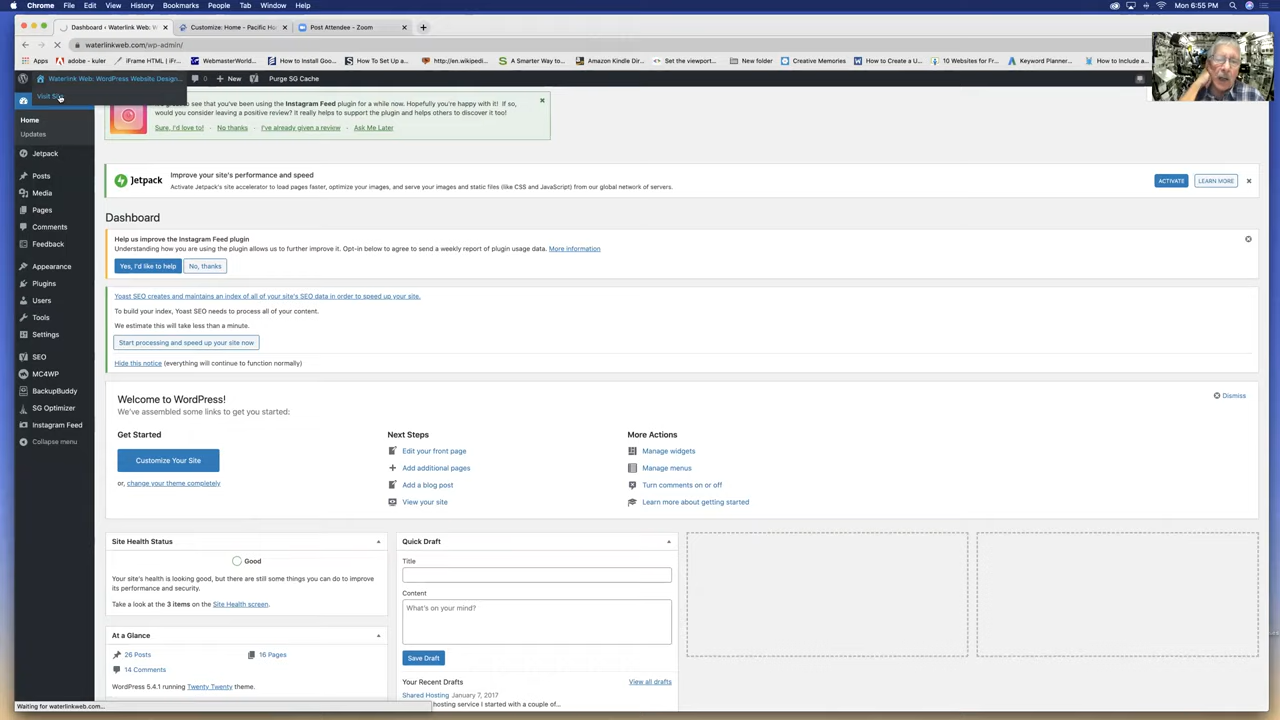 Chrome File Edit View History Bookmarks People Tab Window Help
Mon 6:55 PM
Dashboard ‹ Waterlink Web: W
Customize: Home - Pacific Ho
Post Attendee - Zoom
waterlinkweb.com/wp-admin/
Apps
adobe - kuler
iFrame HTML (iFr...
WebmasterWorld...
How to Install Goo...
How To Set Up a...
http://en.wikipedi...
Set the viewport...
A Smarter Way to...
New folder
Creative Memories
How to Create a U...
10 Websites for Fr...
Keyword Planner...
How to Include a...
Waterlink Web: WordPress Website Design...
0
New
Purge SG Cache
Visit
see that you've been using the Instagram Feed plugin for a while now. Hopefully you're happy with it! If so,
would you consider leaving a positive review? It really helps to support the plugin and helps others to discover it too!
Sure, I'd love to!
No thanks
I've already given a review
Ask Me Later
Home
Updates
Jetpack
Posts
Media
Pages
Comments
Feedback
Appearance
Plugins
Users
Tools
Settings
SEO
MC4WP
BackupBuddy
SG Optimizer
Instagram Feed
Collapse menu
Jetpack
Improve your site's performance and speed
Activate Jetpack's site accelerator to load pages faster, optimize your images, and serve your images and static files (like CSS and JavaScript) from our global network of servers.
ACTIVATE
LEARN MORE
Dashboard
Help us improve the Instagram Feed plugin
Understanding how you are using the plugin allows us to further improve it. Opt-in below to agree to send a weekly report of plugin usage data. More information
Yes, I'd like to help
No, thanks
Yoast SEO creates and maintains an index of all of your site's SEO data in order to speed up your site.
To build your index, Yoast SEO needs to process all of your content.
We estimate this will take less than a minute.
Start processing and speed up your site now
Hide this notice (everything will continue to function normally)
Welcome to WordPress!
Dismiss
We've assembled some links to get you started:
Get Started
Customize Your Site
or, change your theme completely
Next Steps
Edit your front page
Add additional pages
Add a blog post
View your site
More Actions
Manage widgets
Manage menus
Turn comments on or off
Learn more about getting started
Site Health Status
Good
Your site's health is looking good, but there are still some things you can do to improve
its performance and security.
Take a look at the 3 items on the Site Health screen.
At a Glance
26 Posts
16 Pages
14 Comments
WordPress 5.4.1 running Twenty Twenty theme.
Quick Draft
Title
Content
What's on your mind?
Save Draft
Your Recent Drafts
View all drafts
Shared Hosting January 7, 2017
hosting service I started with a couple of...
Waiting for waterlinkweb.com...